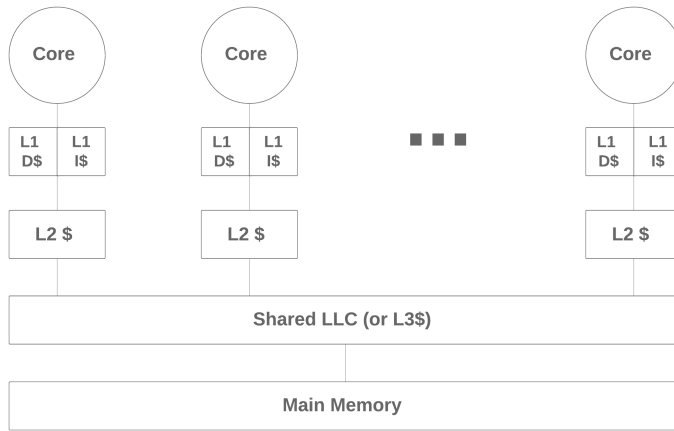 Core Core Core
L1 L1 L1 L1 L1 L1
D$ I$ D$ I$ D$ I$
L2 $ L2 $ L2 $
Shared LLC (or L3$)
Main Memory